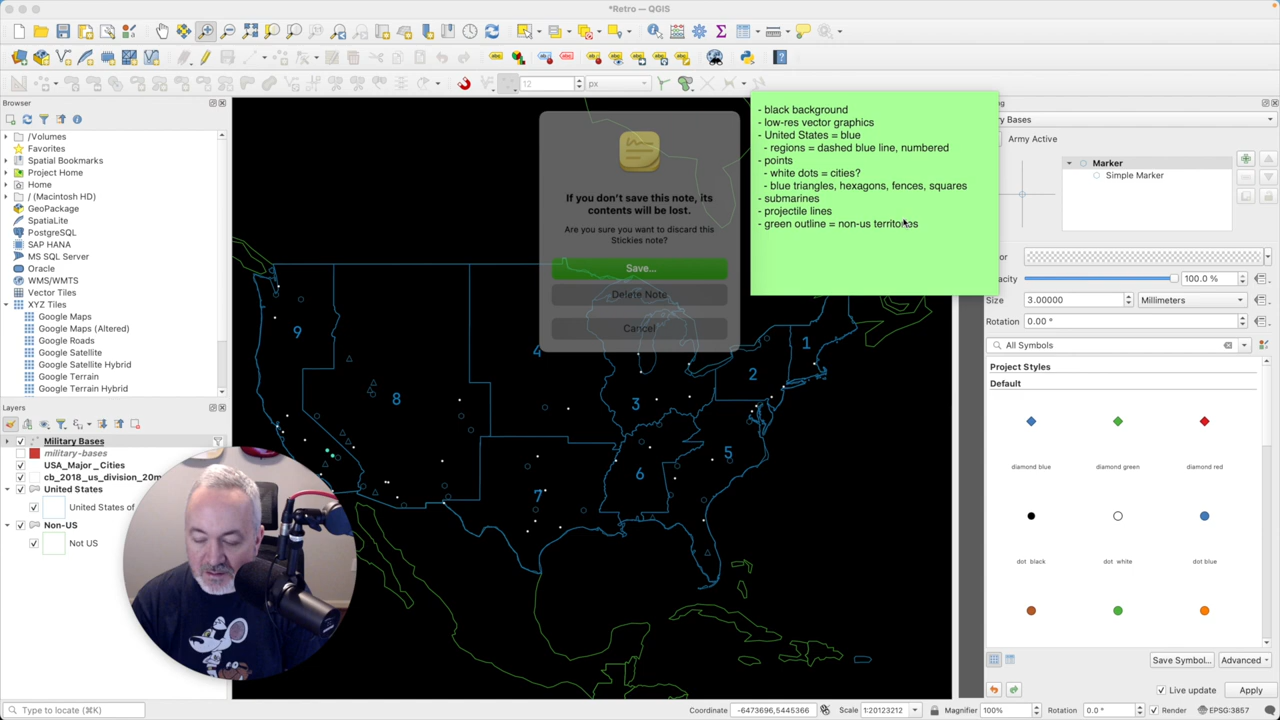 *Retro — QGIS
12
px
Browser
/Volumes
Favorites
Spatial Bookmarks
Project Home
Home
/ (Macintosh HD)
GeoPackage
SpatiaLite
PostgreSQL
SAP HANA
MS SQL Server
Oracle
WMS/WMTS
Vector Tiles
XYZ Tiles
Google Maps
Google Maps (Altered)
Google Roads
Google Satellite
Google Satellite Hybrid
Google Terrain
Google Terrain Hybrid
Layers
Military Bases
military-bases
USA_Major_Cities
cb_2018_us_division_20m
United States
United States of
Non-US
Not US
If you don't save this note, its
contents will be lost.
Are you sure you want to discard this
Stickies note?
Save...
Delete Note
Cancel
- black background
- low-res vector graphics
- United States = blue
- regions = dashed blue line, numbered
- points
- white dots = cities?
- blue triangles, hexagons, fences, squares
- submarines
- projectile lines
- green outline = non-us territories
9
8
4
3
7
6
5
2
1
Bases
Army Active
Marker
Simple Marker
100.0 %
Size
3.00000
Millimeters
Rotation
0.00 °
All Symbols
Project Styles
Default
diamond blue
diamond green
diamond red
dot black
dot white
dot blue
Save Symbol...
Advanced
Live update
Apply
Type to locate (⌘K)
Coordinate
-6473696,5445366
Scale
1:20123212
Magnifier
100%
Rotation
0.0 °
Render
EPSG:3857